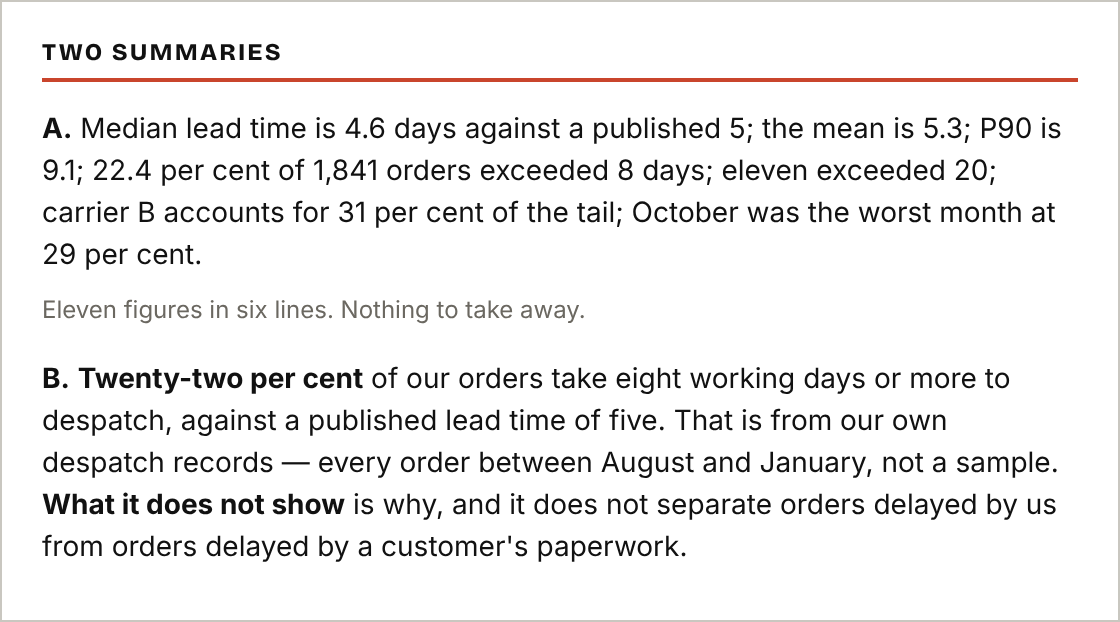 TWO SUMMARIES
A. Median lead time is 4.6 days against a published 5; the mean is 5.3; P90 is
9.1; 22.4 per cent of 1,841 orders exceeded 8 days; eleven exceeded 20;
carrier B accounts for 31 per cent of the tail; October was the worst month at
29 per cent.
Eleven figures in six lines. Nothing to take away.
B. Twenty-two per cent of our orders take eight working days or more to
despatch, against a published lead time of five. That is from our own
despatch records — every order between August and January, not a sample.
What it does not show is why, and it does not separate orders delayed by us
from orders delayed by a customer's paperwork.